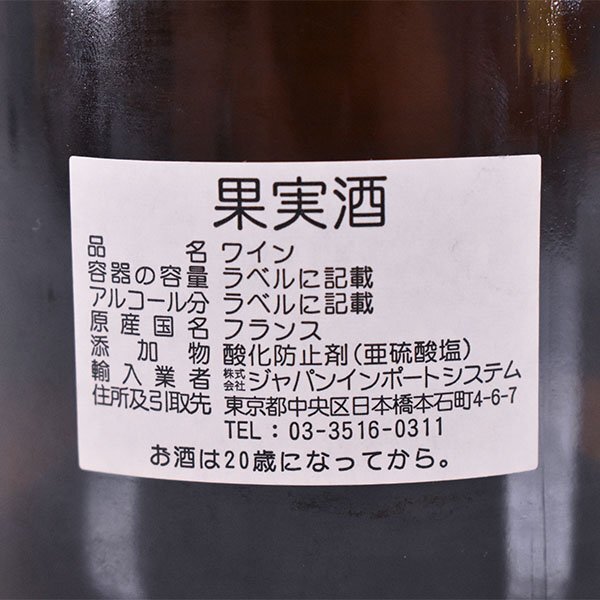 果実酒
品名 ワイン
容器の容量 ラベルに記載
アルコール分 ラベルに記載
原産国名 フランス
添加物 酸化防止剤(亜硫酸塩)
輸入業者 株式会社ジャパンインポートシステム
住所及引取先 東京都中央区日本橋本石町4-6-7
TEL：03-3516-0311
お酒は20歳になってから。